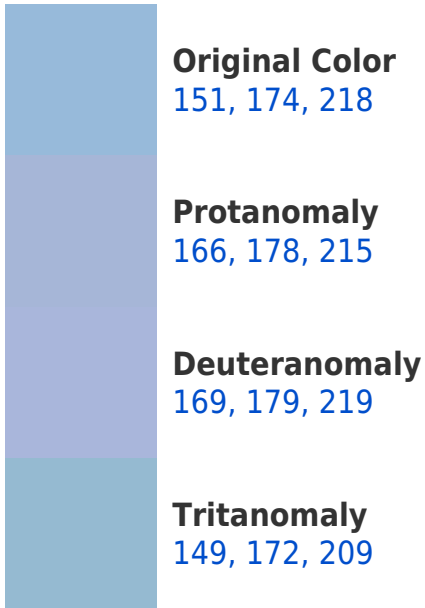 Original Color
151, 174, 218
Protanomaly
166, 178, 215
Deuteranomaly
169, 179, 219
Tritanomaly
149, 172, 209